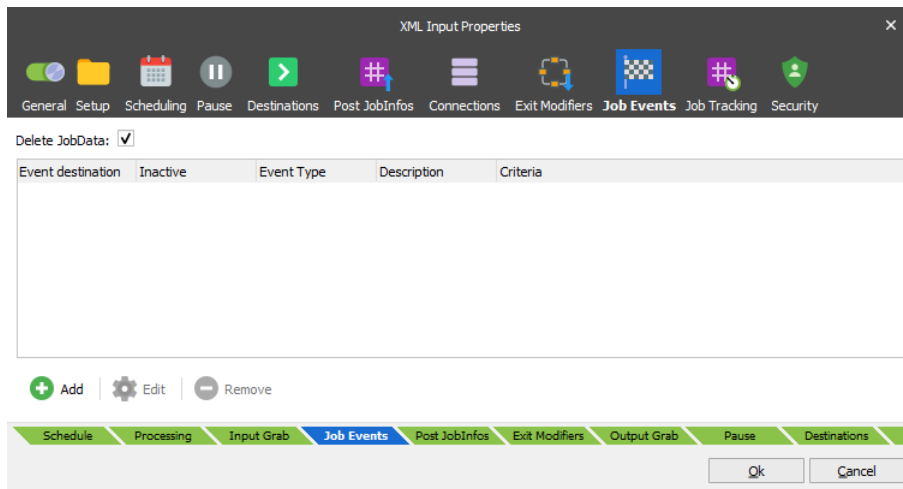 XML Input Properties
General Setup Scheduling Pause Destinations Post JobInfos Connections Exit Modifiers Job Events Job Tracking Security
Delete JobData:
Event destination Inactive Event Type Description Criteria
Add Edit Remove
Schedule Processing Input Grab Job Events Post JobInfos Exit Modifiers Output Grab Pause Destinations
Ok Cancel